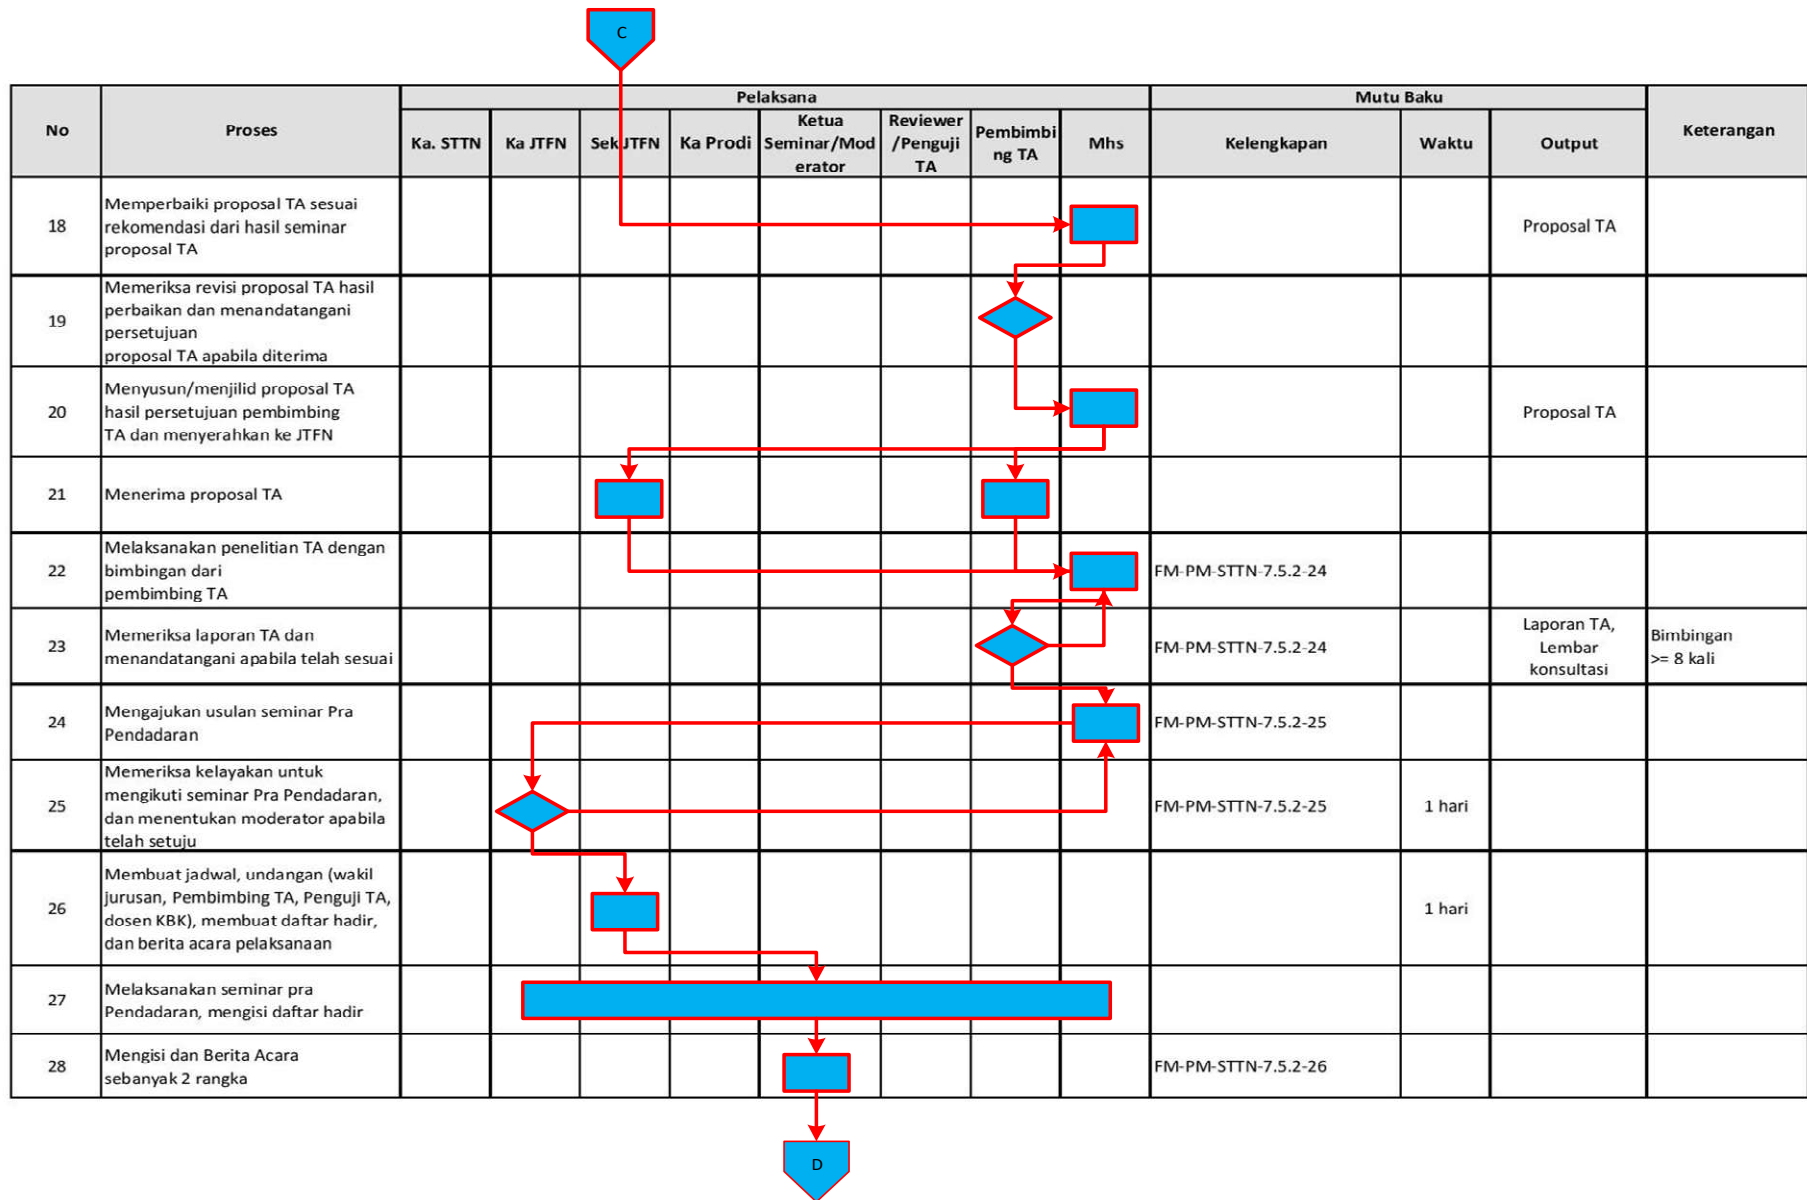 C
Pelaksana
Mutu Baku
No
Proses
Ka. STTN
Ka JTFN
Sek JTFN
Ka Prodi
Ketua
Seminar/Mod
erator
Reviewer
/Penguji
TA
Pembimbi
ng TA
Mhs
Kelengkapan
Waktu
Output
Keterangan
18
Memperbaiki proposal TA sesuai
rekomendasi dari hasil seminar
proposal TA
Proposal TA
19
Memeriksa revisi proposal TA hasil
perbaikan dan menandatangani
persetujuan
proposal TA apabila diterima
20
Menyusun/menjilid proposal TA
hasil persetujuan pembimbing
TA dan menyerahkan ke JTFN
Proposal TA
21
Menerima proposal TA
22
Melaksanakan penelitian TA dengan
bimbingan dari
pembimbing TA
FM-PM-STTN-7.5.2-24
23
Memeriksa laporan TA dan
menandatangani apabila telah sesuai
FM-PM-STTN-7.5.2-24
Laporan TA,
Lembar
konsultasi
Bimbingan
>= 8 kali
24
Mengajukan usulan seminar Pra
Pendadaran
FM-PM-STTN-7.5.2-25
25
Memeriksa kelayakan untuk
mengikuti seminar Pra Pendadaran,
dan menentukan moderator apabila
telah setuju
FM-PM-STTN-7.5.2-25
1 hari
26
Membuat jadwal, undangan (wakil
jurusan, Pembimbing TA, Penguji TA,
dosen KBK), membuat daftar hadir,
dan berita acara pelaksanaan
1 hari
27
Melaksanakan seminar pra
Pendadaran, mengisi daftar hadir
28
Mengisi dan Berita Acara
sebanyak 2 rangka
FM-PM-STTN-7.5.2-26
D